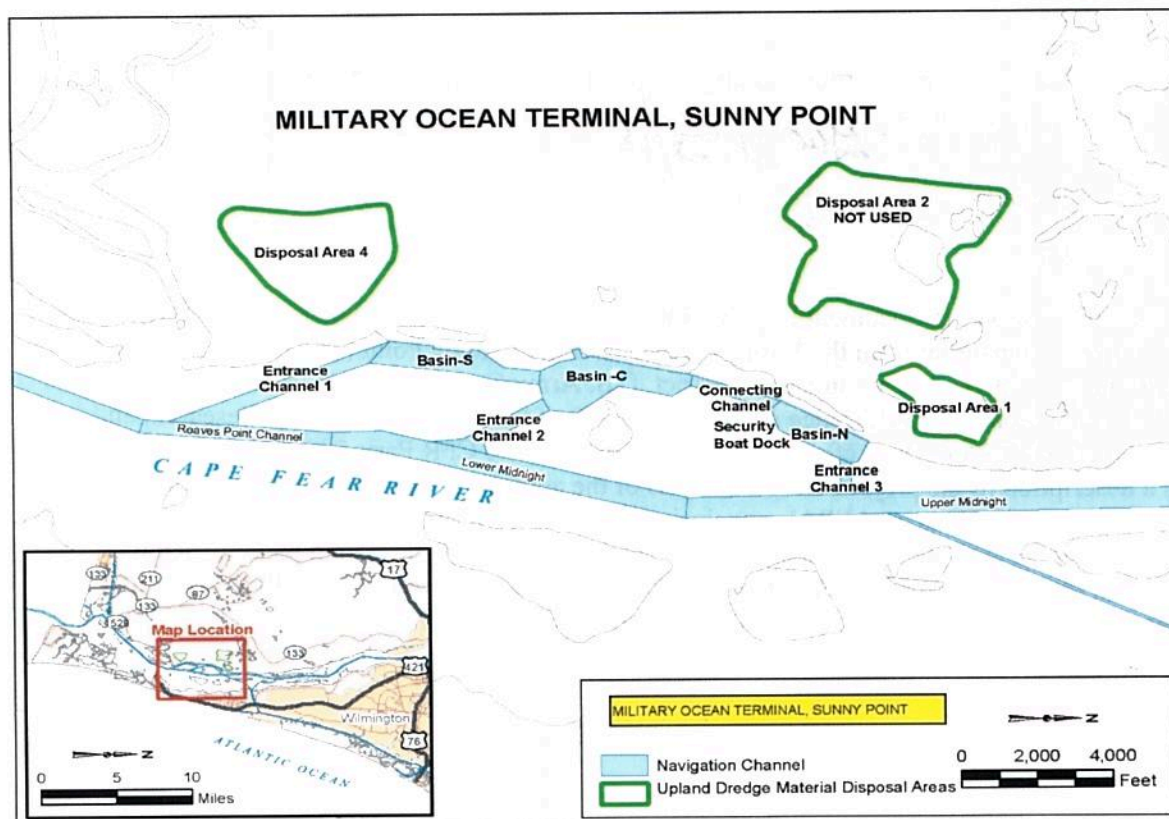 MILITARY OCEAN TERMINAL, SUNNY POINT
Disposal Area 2
NOT USED
Disposal Area 4
Basin-S
Entrance
Channel 1
Basin -C
Connecting
Channel
Disposal Area 1
Entrance
Channel 2
Security
Boat Dock
Basin-N
Reaves Point Channel
Lower Midnight
Entrance
Channel 3
Upper Midnight
CAPE FEAR RIVER
133
211
87
17
133
Map Location
133
421
Wilmington
76
ATLANTIC OCEAN
N
0 5 10
Miles
MILITARY OCEAN TERMINAL, SUNNY POINT
N
Navigation Channel
Upland Dredge Material Disposal Areas
0 2,000 4,000
Feet